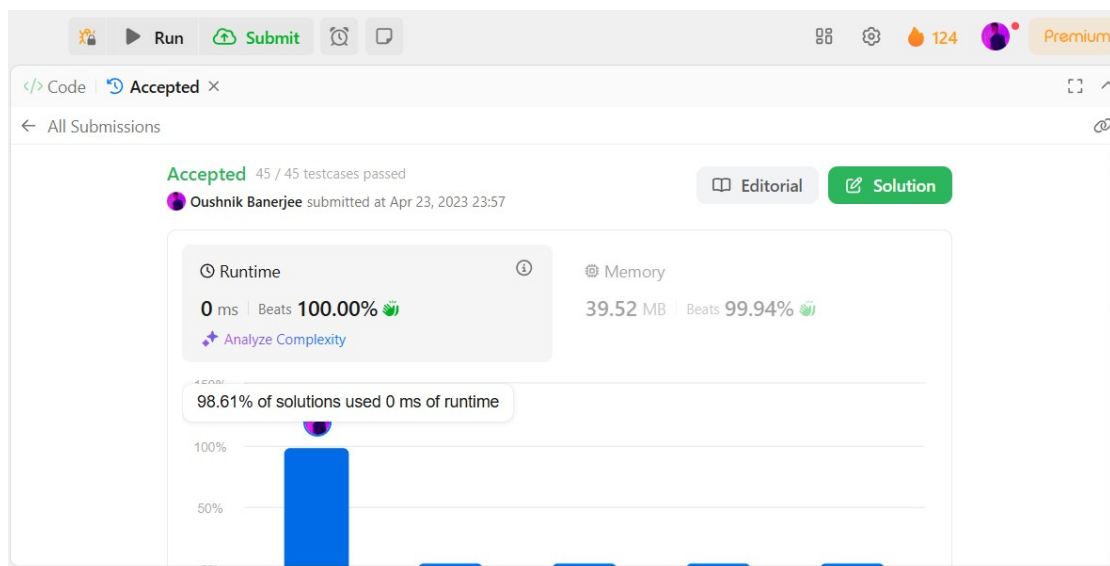 Run Submit 124 Premium
</> Code Accepted ×
← All Submissions
Accepted 45 / 45 testcases passed
Editorial Solution
Oushnik Banerjee submitted at Apr 23, 2023 23:57
Runtime
0 ms Beats 100.00%
Analyze Complexity
Memory
39.52 MB Beats 99.94%
150%
98.61% of solutions used 0 ms of runtime
100%
50%